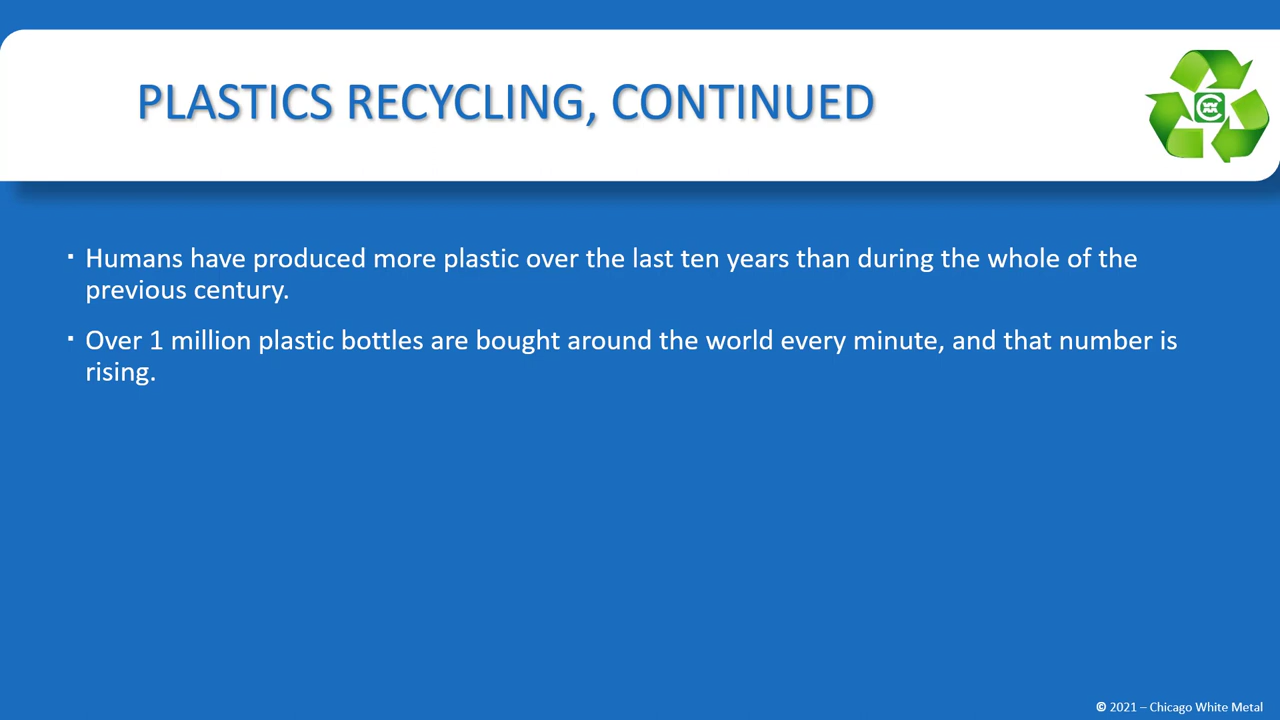 PLASTICS RECYCLING, CONTINUED
▪ Humans have produced more plastic over the last ten years than during the whole of the
previous century.
▪ Over 1 million plastic bottles are bought around the world every minute, and that number is
rising.
© 2021 – Chicago White Metal